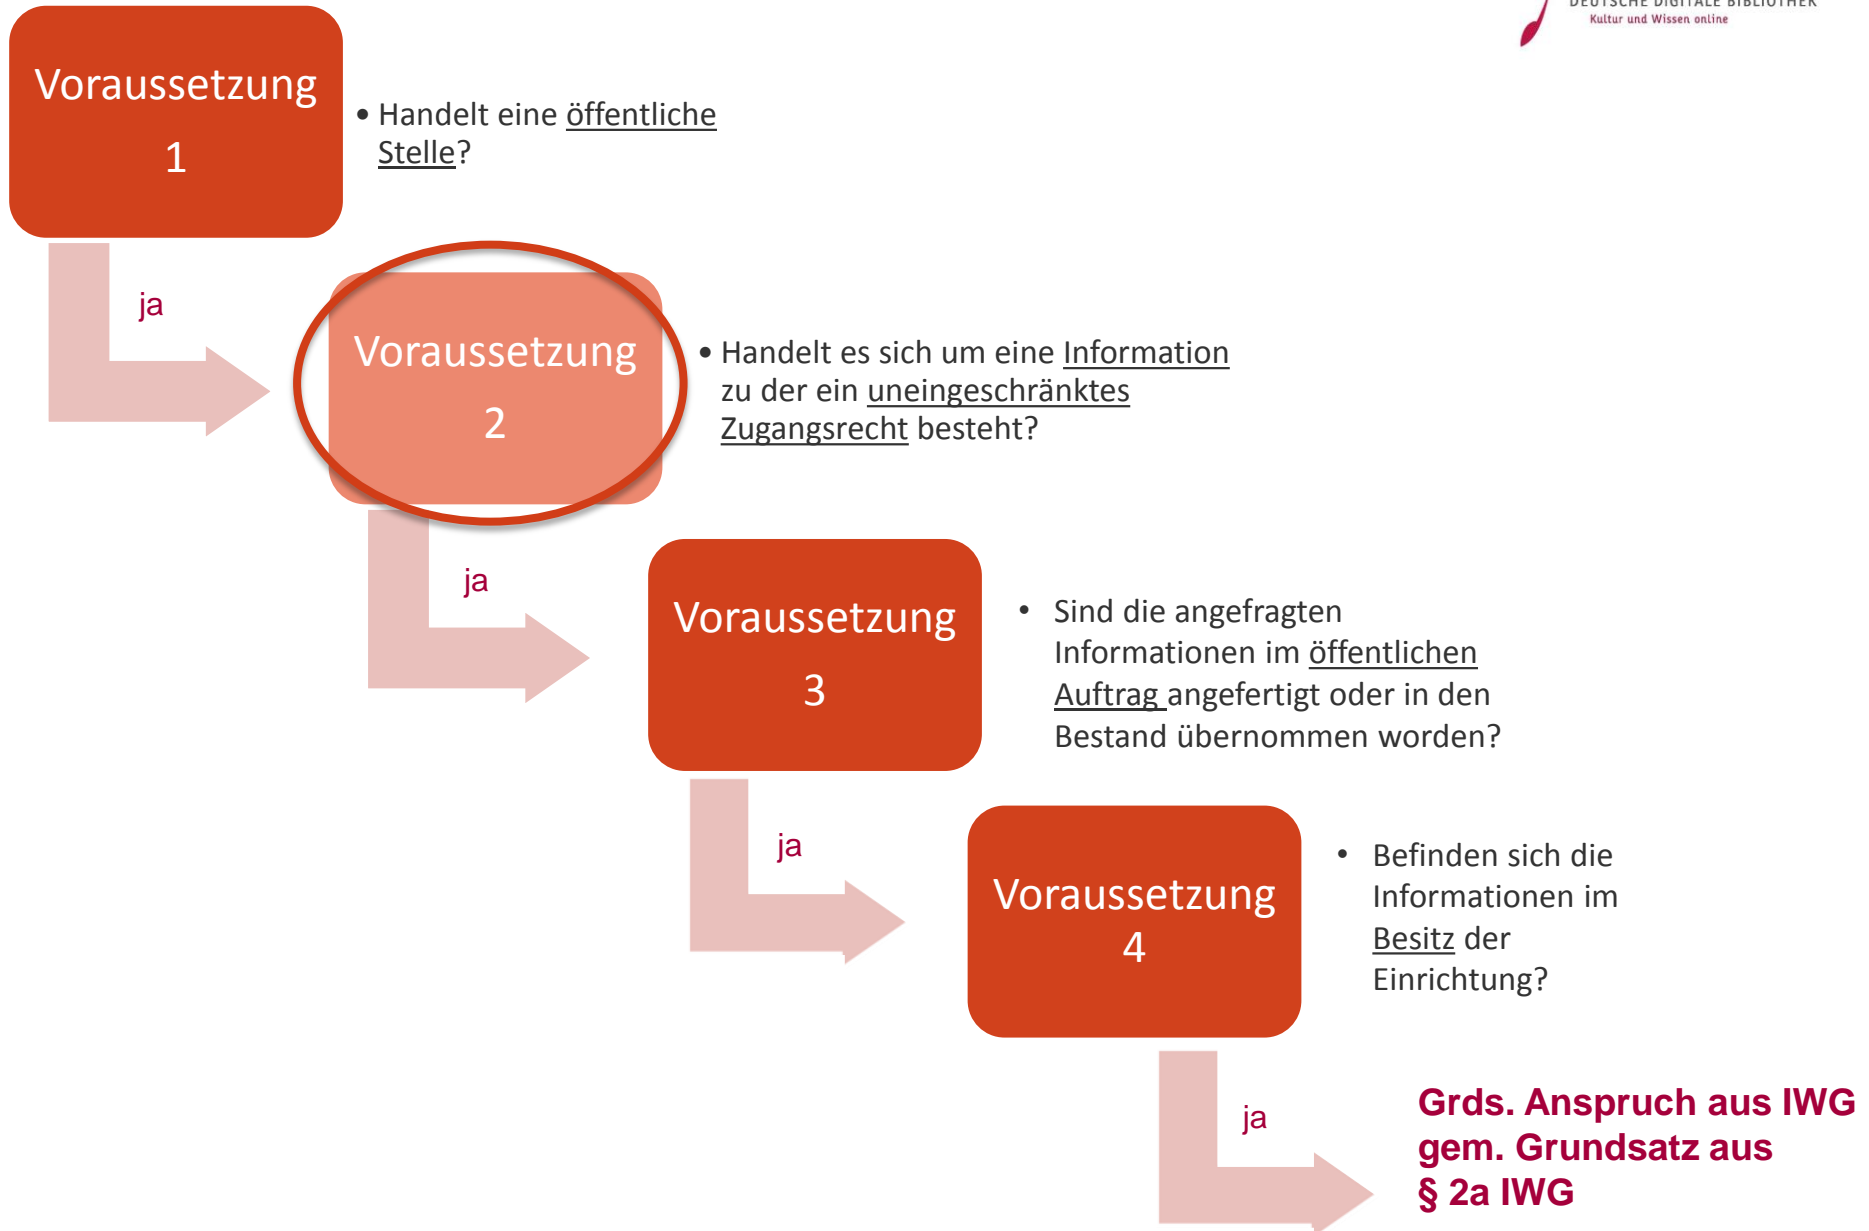 DEUTSCHE DIGITALE BIBLIOTHEK
Kultur und Wissen online
Voraussetzung
1
• Handelt eine öffentliche
Stelle?
ja
Voraussetzung
2
• Handelt es sich um eine Information
zu der ein uneingeschränktes
Zugangsrecht besteht?
ja
Voraussetzung
3
• Sind die angefragten
Informationen im öffentlichen
Auftrag angefertigt oder in den
Bestand übernommen worden?
ja
Voraussetzung
4
• Befinden sich die
Informationen im
Besitz der
Einrichtung?
ja
Grds. Anspruch aus IWG
gem. Grundsatz aus
§ 2a IWG